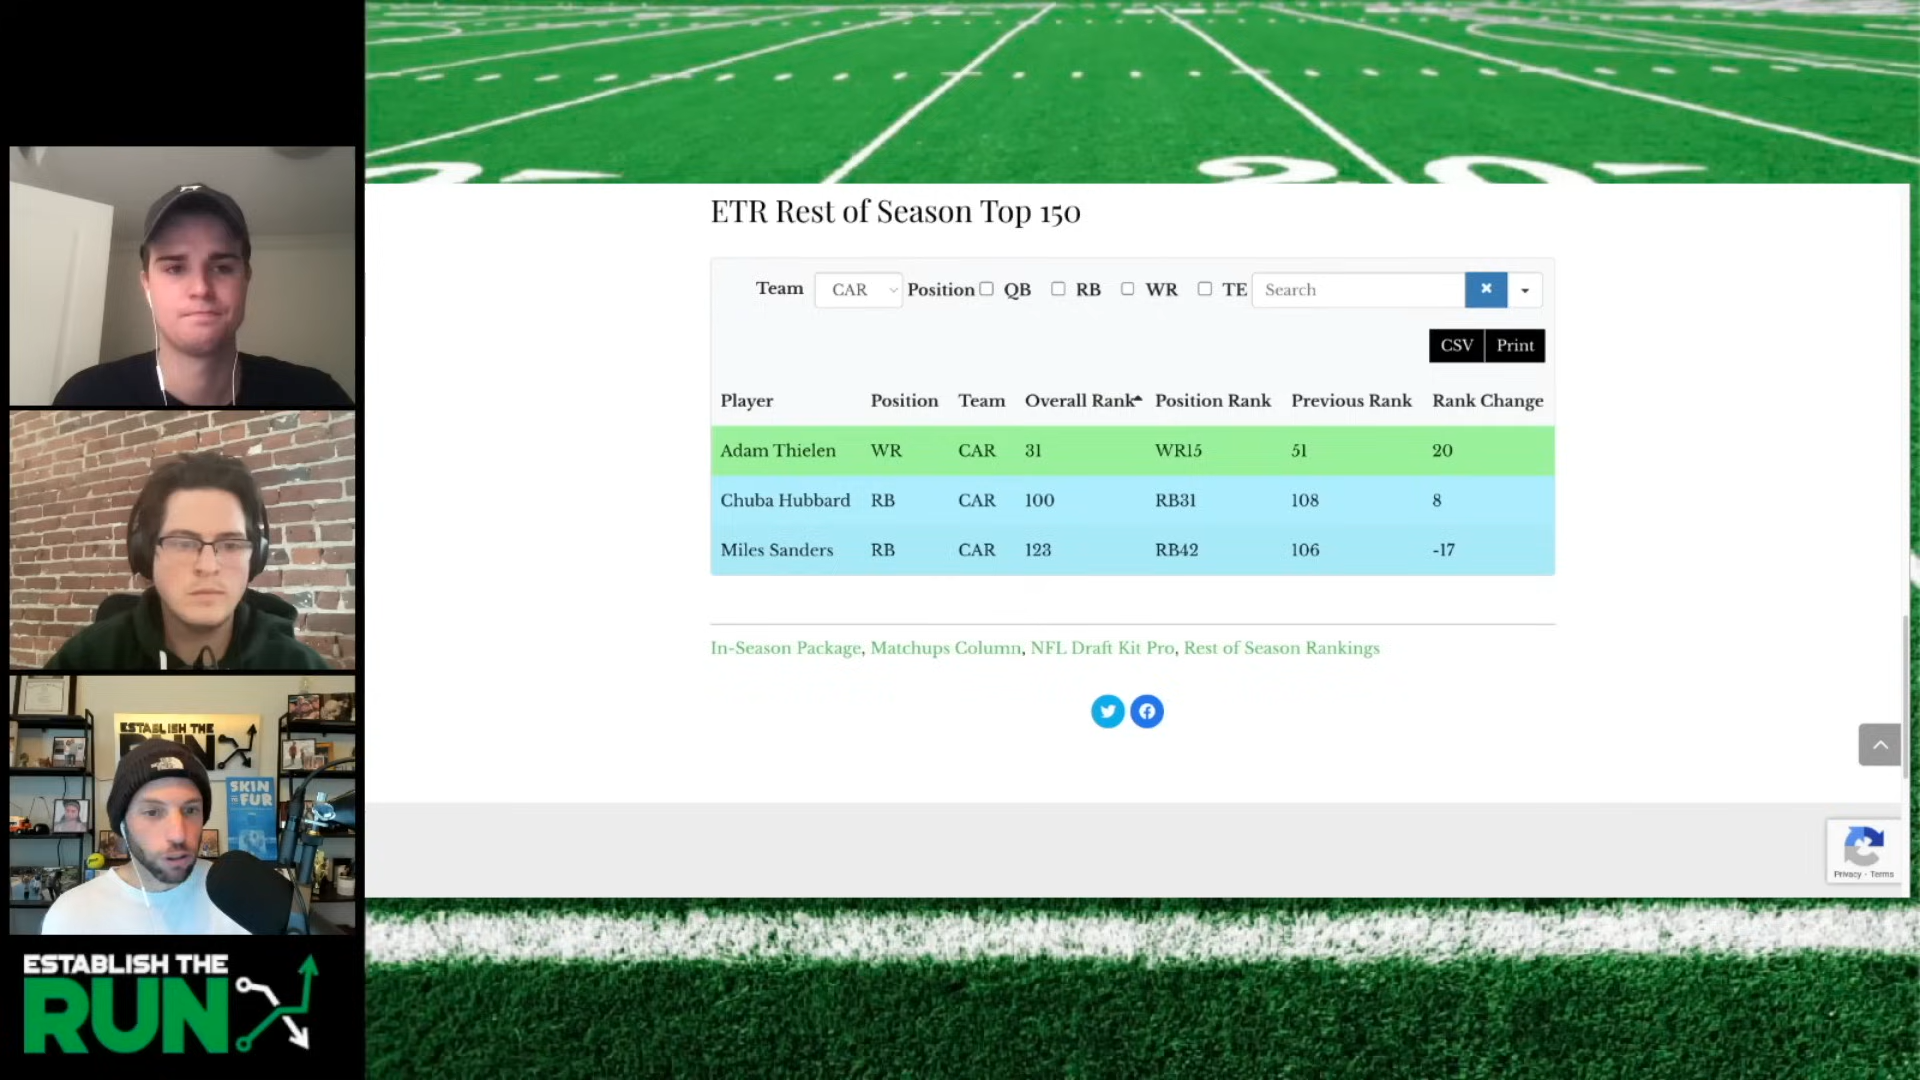 ETR Rest of Season Top 150
Team CAR Position QB RB WR TE Search
CSV Print
Player Position Team Overall Rank Position Rank Previous Rank Rank Change
Adam Thielen WR CAR 31 WR15 51 20
Chuba Hubbard RB CAR 100 RB31 108 8
Miles Sanders RB CAR 123 RB42 106 -17
In-Season Package, Matchups Column, NFL Draft Kit Pro, Rest of Season Rankings
Privacy - Terms
ESTABLISH THE
RUN
SKIN
FUR
ESTABLISH THE
RUN